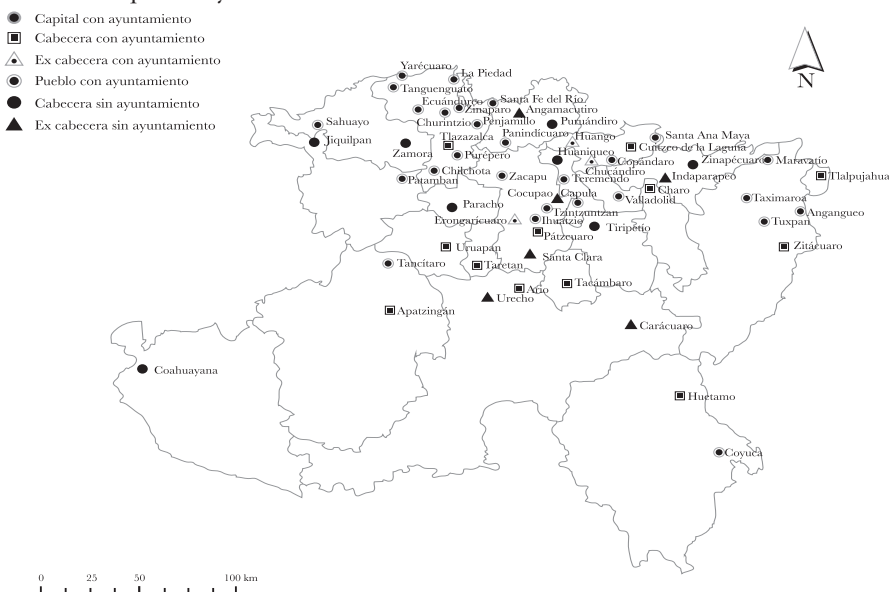 Capital con ayuntamiento
Cabecera con ayuntamiento
Ex cabecera con ayuntamiento
Pueblo con ayuntamiento
Cabecera sin ayuntamiento
Ex cabecera sin ayuntamiento
N
Yarécuaro
La Piedad
Tanguenguato
Ecuánduro
Zináparo
Santa Fe del Río
Angamacutiro
Sahuayo
Churintzio
Penjamillo
Puruándiro
Jiquilpan
Tlazazalca
Panindícuaro
Huango
Santa Ana Maya
Cuitzeo de la Laguna
Zamora
Purépero
Huaniqueo
Copándaro
Zinapécuaro
Maravatío
Chucándiro
Chilchota
Zacapu
Teremendo
Indaparapeo
Tlalpujahua
Patamban
Cocupao
Capula
Charo
Valladolid
Taximaroa
Paracho
Tzintzuntzan
Angangueo
Erongarícuaro
Ihuatzio
Tiripetío
Tuxpan
Pátzcuaro
Uruapan
Zitácuaro
Santa Clara
Tancítaro
Taretan
Tacámbaro
Ario
Urecho
Apatzingán
Carácuaro
Coahuayana
Huetamo
Coyuca
0 25 50 100 km